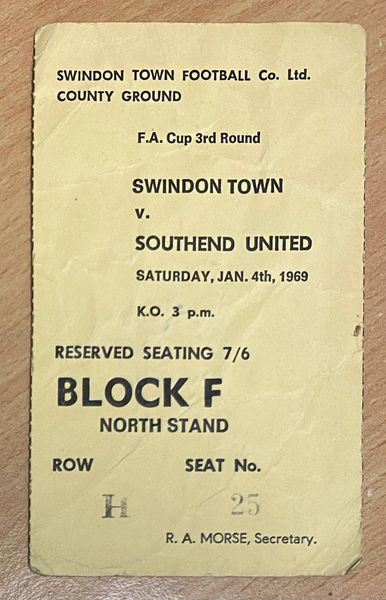 SWINDON TOWN FOOTBALL Co. Ltd.
COUNTY GROUND
F.A. Cup 3rd Round
SWINDON TOWN
v.
SOUTHEND UNITED
SATURDAY, JAN. 4th, 1969
K.O. 3 p.m.
RESERVED SEATING 7/6
BLOCK F
NORTH STAND
ROW SEAT No.
H 25
R. A. MORSE, Secretary.